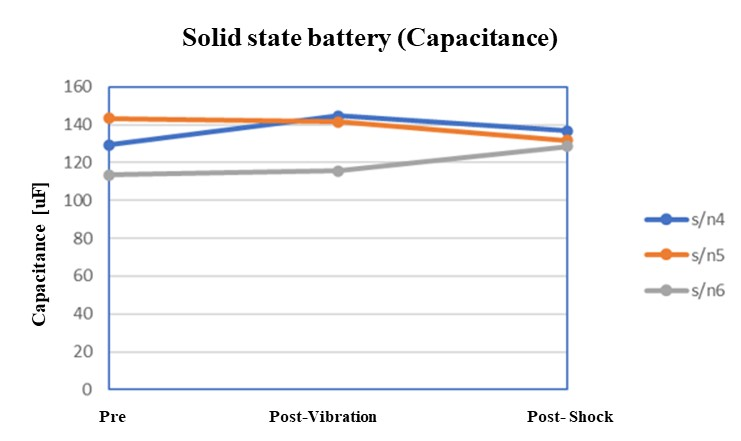 Solid state battery (Capacitance)
Capacitance [uF]
160
140
120
100
80
60
40
20
0
Pre
Post-Vibration
Post- Shock
s/n4
s/n5
s/n6